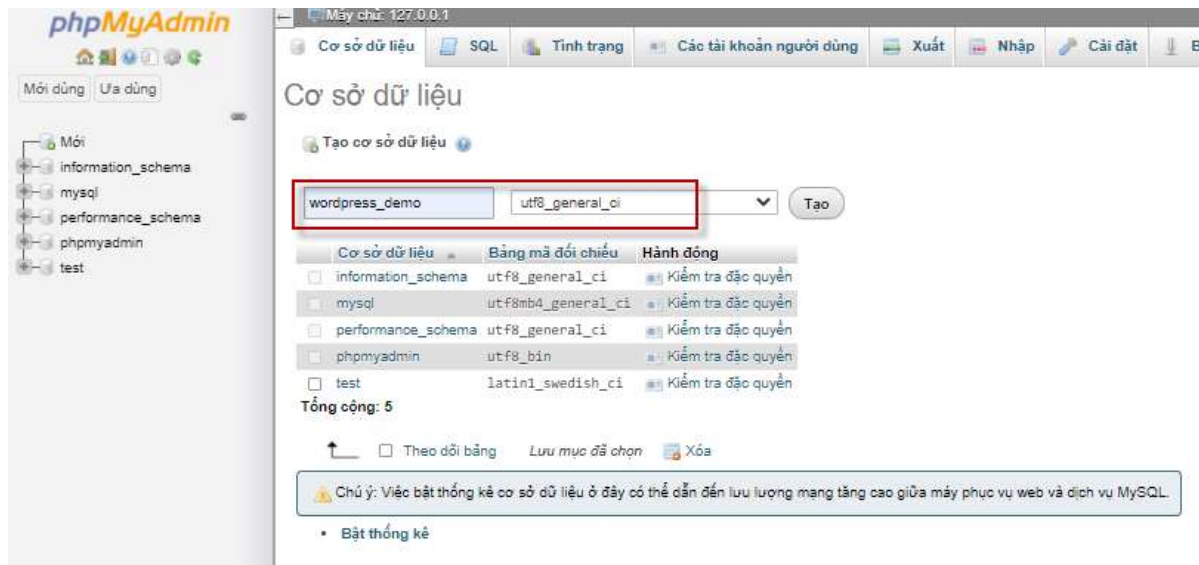 phpMyAdmin
Mới dùng Ưa dùng
Mới
information_schema
mysql
performance_schema
phpmyadmin
test
Máy chủ: 127.0.0.1
Cơ sở dữ liệu SQL Tình trạng Các tài khoản người dùng Xuất Nhập Cài đặt
Cơ sở dữ liệu
Tạo cơ sở dữ liệu
wordpress_demo utf8_general_ci Tạo
Cơ sở dữ liệu Bảng mã đối chiếu Hành động
information_schema utf8_general_ci Kiểm tra đặc quyền
mysql utf8mb4_general_ci Kiểm tra đặc quyền
performance_schema utf8_general_ci Kiểm tra đặc quyền
phpmyadmin utf8_bin Kiểm tra đặc quyền
test latin1_swedish_ci Kiểm tra đặc quyền
Tổng cộng: 5
Theo dõi bảng Lưu mục đã chọn Xóa
Chú ý: Việc bật thống kê cơ sở dữ liệu ở đây có thể dẫn đến lưu lượng mạng tăng cao giữa máy phục vụ web và dịch vụ MySQL.
• Bật thống kê